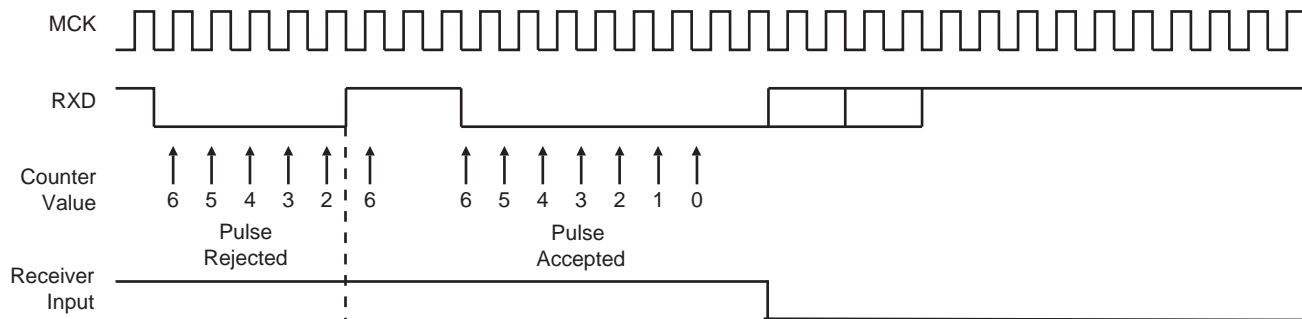 MCK
RXD
Counter
Value
6 5 4 3 2 6 6 5 4 3 2 1 0
Pulse
Rejected
Pulse
Accepted
Receiver
Input